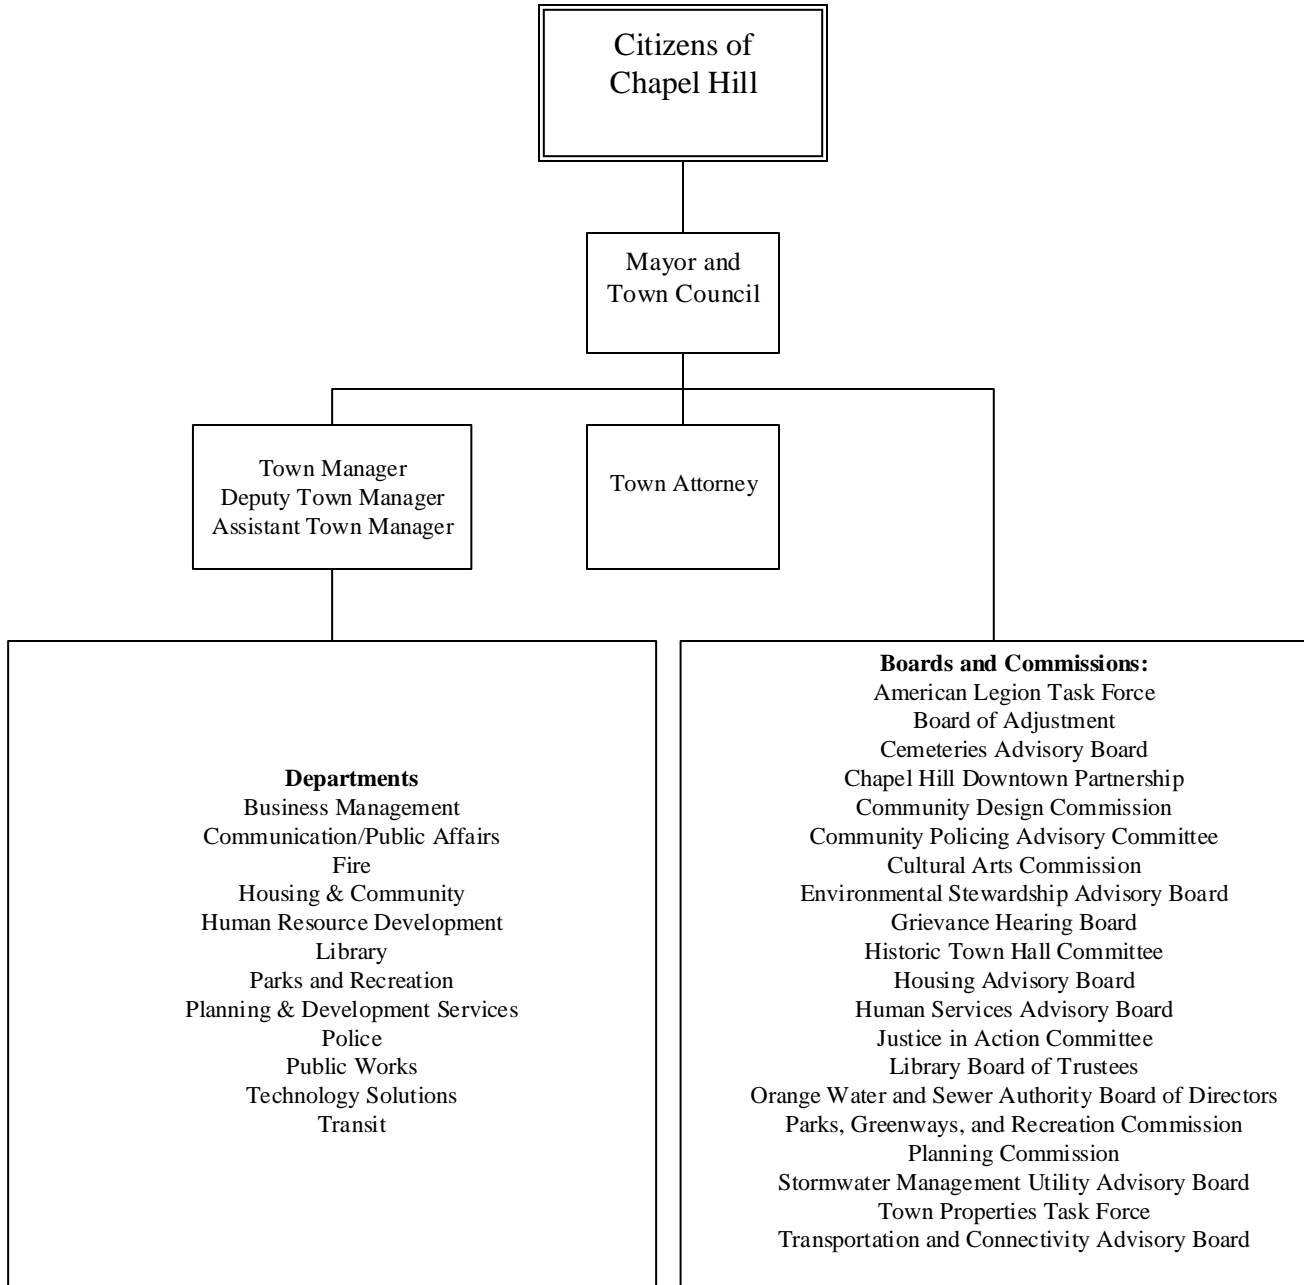 Citizens of
Chapel Hill
Mayor and
Town Council
Town Manager
Deputy Town Manager
Assistant Town Manager
Town Attorney
Departments
Business Management
Communication/Public Affairs
Fire
Housing & Community
Human Resource Development
Library
Parks and Recreation
Planning & Development Services
Police
Public Works
Technology Solutions
Transit
Boards and Commissions:
American Legion Task Force
Board of Adjustment
Cemeteries Advisory Board
Chapel Hill Downtown Partnership
Community Design Commission
Community Policing Advisory Committee
Cultural Arts Commission
Environmental Stewardship Advisory Board
Grievance Hearing Board
Historic Town Hall Committee
Housing Advisory Board
Human Services Advisory Board
Justice in Action Committee
Library Board of Trustees
Orange Water and Sewer Authority Board of Directors
Parks, Greenways, and Recreation Commission
Planning Commission
Stormwater Management Utility Advisory Board
Town Properties Task Force
Transportation and Connectivity Advisory Board